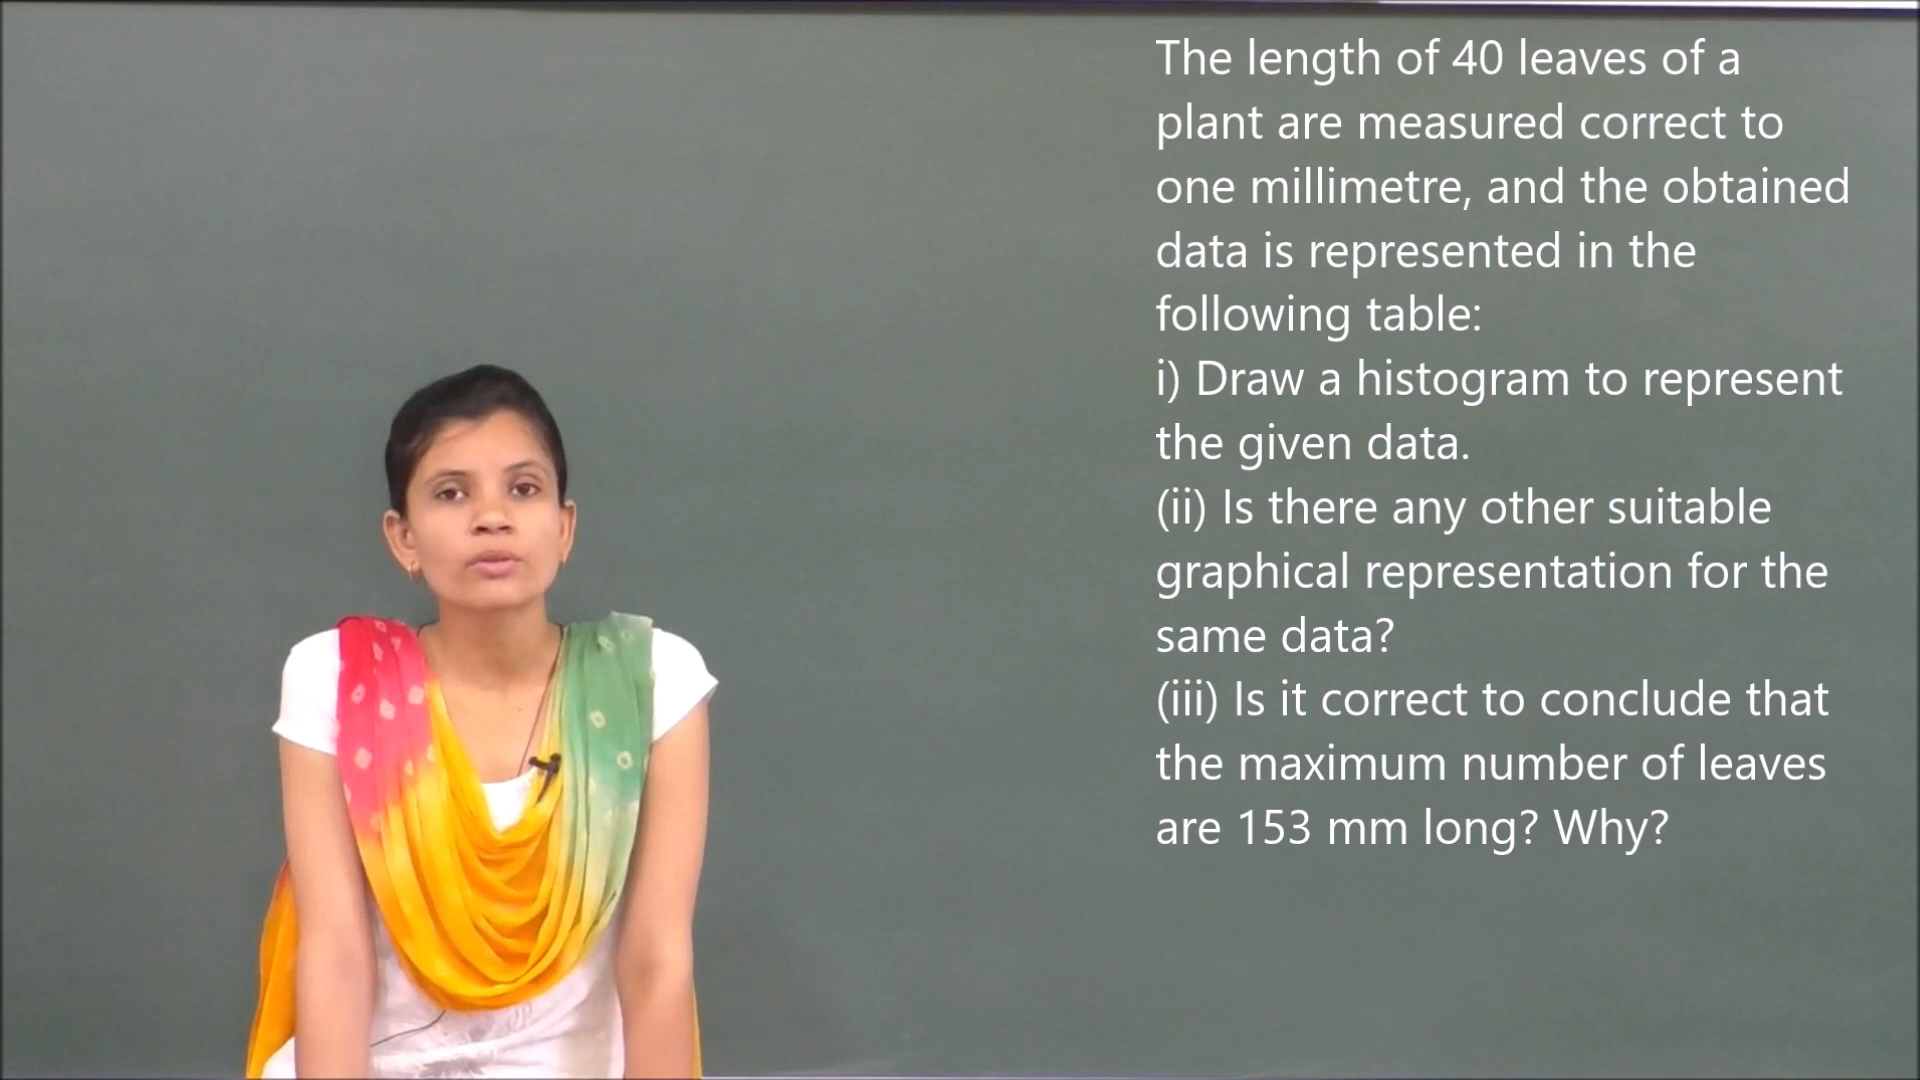 The length of 40 leaves of a
plant are measured correct to
one millimetre, and the obtained
data is represented in the
following table:
i) Draw a histogram to represent
the given data.
(ii) Is there any other suitable
graphical representation for the
same data?
(iii) Is it correct to conclude that
the maximum number of leaves
are 153 mm long? Why?